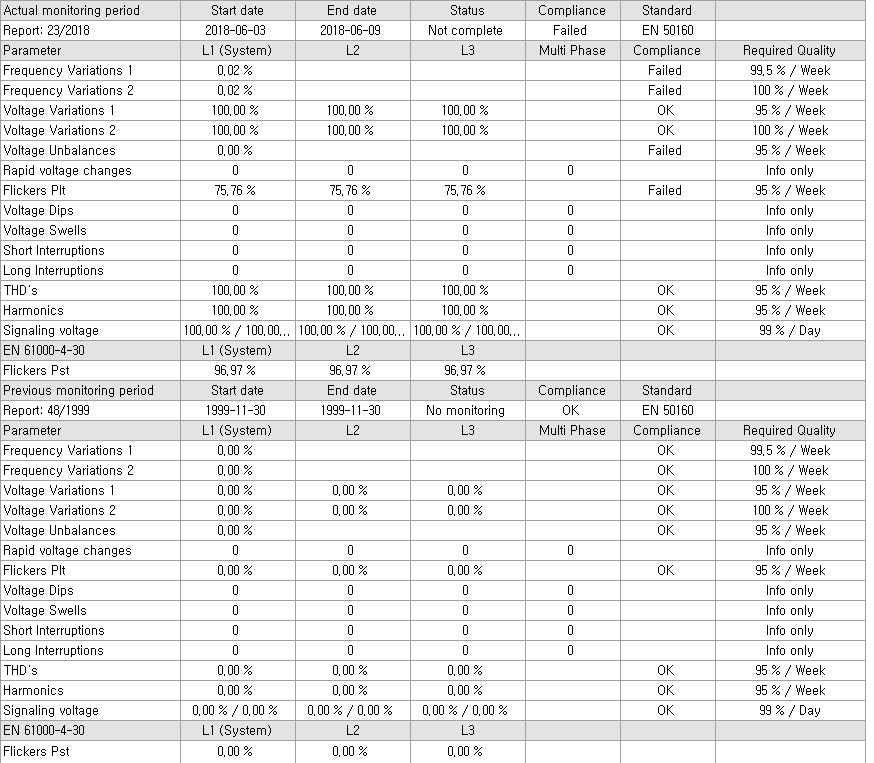 Actual monitoring period Start date End date Status Compliance Standard
Report: 23/2018 2018-06-03 2018-06-09 Not complete Failed EN 50160
Parameter L1 (System) L2 L3 Multi Phase Compliance Required Quality
Frequency Variations 1 0,02 % Failed 99,5 % / Week
Frequency Variations 2 0,02 % Failed 100 % / Week
Voltage Variations 1 100,00 % 100,00 % 100,00 % OK 95 % / Week
Voltage Variations 2 100,00 % 100,00 % 100,00 % OK 100 % / Week
Voltage Unbalances 0,00 % Failed 95 % / Week
Rapid voltage changes 0 0 0 0 Info only
Flickers Plt 75,76 % 75,76 % 75,76 % Failed 95 % / Week
Voltage Dips 0 0 0 0 Info only
Voltage Swells 0 0 0 0 Info only
Short Interruptions 0 0 0 0 Info only
Long Interruptions 0 0 0 0 Info only
THD's 100,00 % 100,00 % 100,00 % OK 95 % / Week
Harmonics 100,00 % 100,00 % 100,00 % OK 95 % / Week
Signaling voltage 100,00 % / 100,00... 100,00 % / 100,00... 100,00 % / 100,00... OK 99 % / Day
EN 61000-4-30 L1 (System) L2 L3
Flickers Pst 96,97 % 96,97 % 96,97 %
Previous monitoring period Start date End date Status Compliance Standard
Report: 48/1999 1999-11-30 1999-11-30 No monitoring OK EN 50160
Parameter L1 (System) L2 L3 Multi Phase Compliance Required Quality
Frequency Variations 1 0,00 % OK 99,5 % / Week
Frequency Variations 2 0,00 % OK 100 % / Week
Voltage Variations 1 0,00 % 0,00 % 0,00 % OK 95 % / Week
Voltage Variations 2 0,00 % 0,00 % 0,00 % OK 100 % / Week
Voltage Unbalances 0,00 % OK 95 % / Week
Rapid voltage changes 0 0 0 0 Info only
Flickers Plt 0,00 % 0,00 % 0,00 % OK 95 % / Week
Voltage Dips 0 0 0 0 Info only
Voltage Swells 0 0 0 0 Info only
Short Interruptions 0 0 0 0 Info only
Long Interruptions 0 0 0 0 Info only
THD's 0,00 % 0,00 % 0,00 % OK 95 % / Week
Harmonics 0,00 % 0,00 % 0,00 % OK 95 % / Week
Signaling voltage 0,00 % / 0,00 % 0,00 % / 0,00 % 0,00 % / 0,00 % OK 99 % / Day
EN 61000-4-30 L1 (System) L2 L3
Flickers Pst 0,00 % 0,00 % 0,00 %